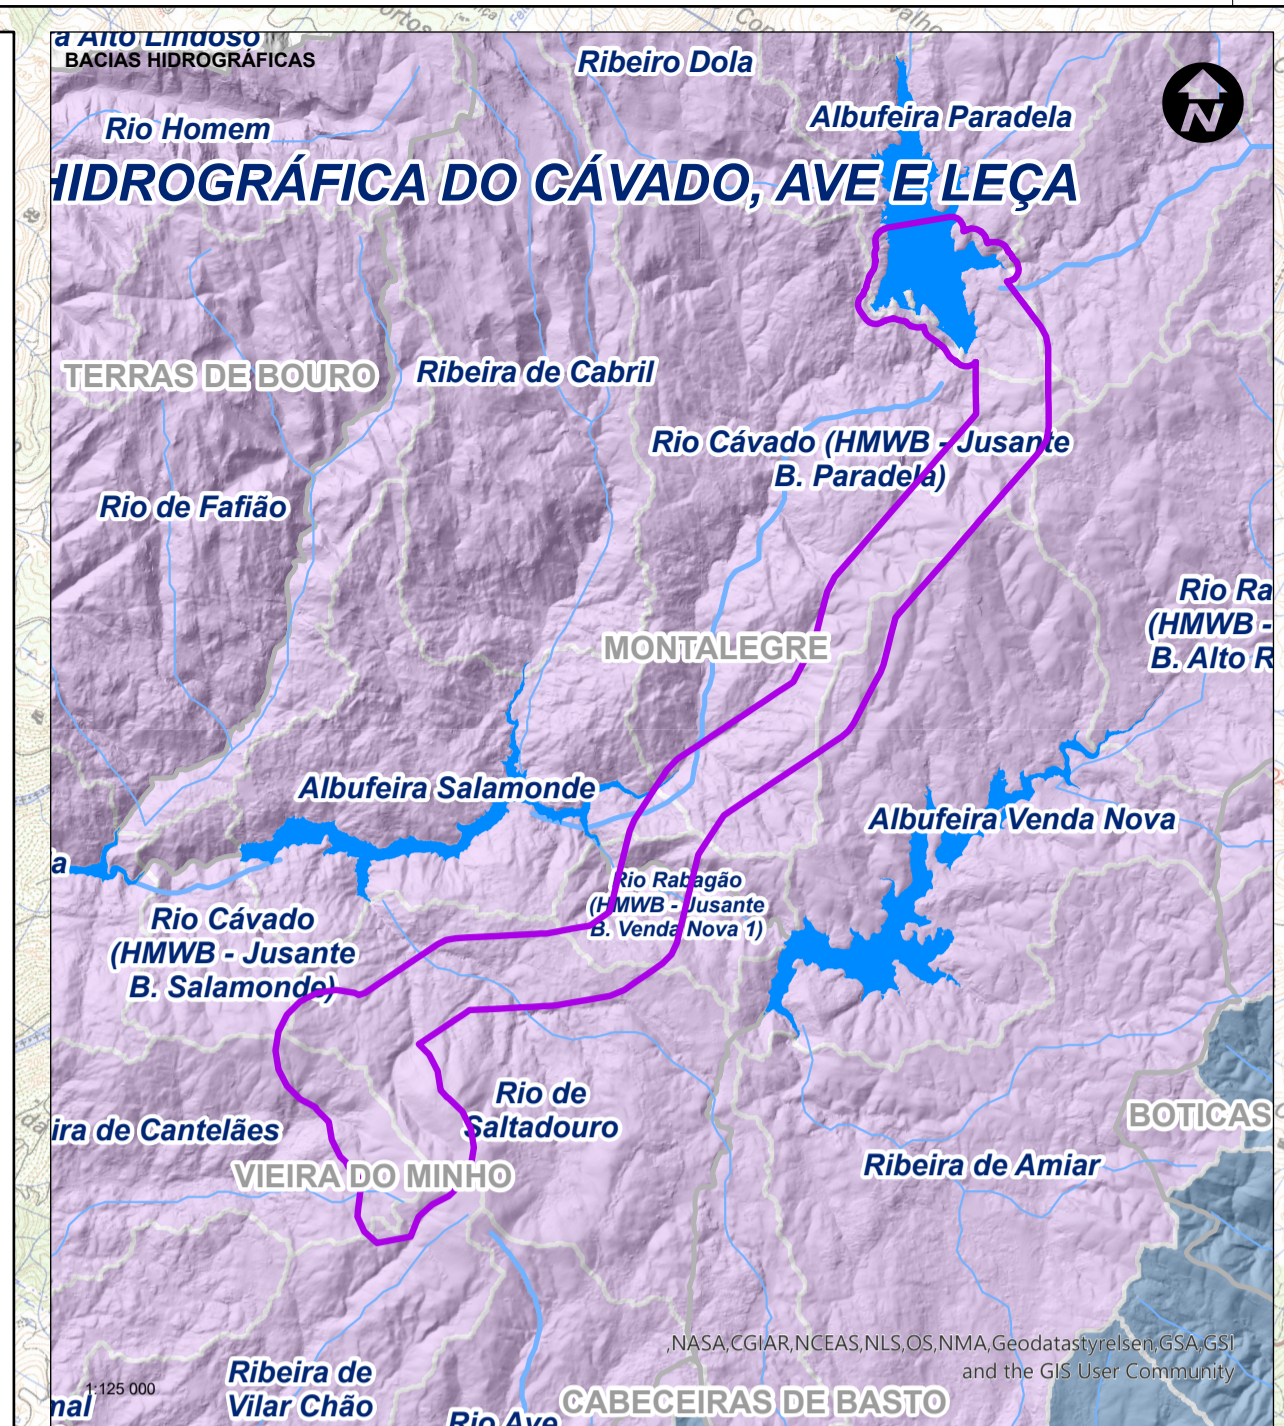 a Alto Lindoso
BACIAS HIDROGRÁFICAS
Ribeiro Dola
Albufeira Paradela
N
Rio Homem
HIDROGRÁFICA DO CÁVADO, AVE E LEÇA
TERRAS DE BOURO
Ribeira de Cabril
Rio Cávado (HMWB - Jusante
B. Paradela)
Rio de Fafião
Rio Ra
(HMWB -
B. Alto R
MONTALEGRE
Albufeira Salamonde
Albufeira Venda Nova
a
Rio Rabagão
(HMWB - Jusante
B. Venda Nova 1)
Rio Cávado
(HMWB - Jusante
B. Salamonde)
Rio de
Saltadouro
ira de Cantelães
BOTICAS
Ribeira de Amiar
VIEIRA DO MINHO
,NASA,CGIAR,NCEAS,NLS,OS,NMA,Geodatastyrelsen,GSA,GSI
and the GIS User Community
Ribeira de
Vilar Chão
1:125 000
mal
Rio Ave
CABECEIRAS DE BASTO